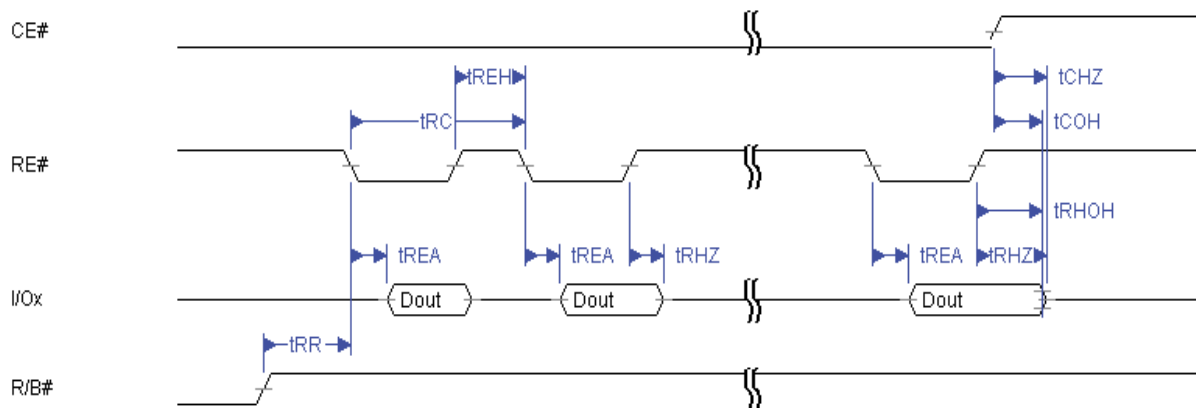 CE#
tREH
tCHZ
tRC
tCOH
RE#
tRHOH
tREA
tREA
tRHZ
tREA
tRHZ
I/Ox
Dout
Dout
Dout
tRR
R/B#